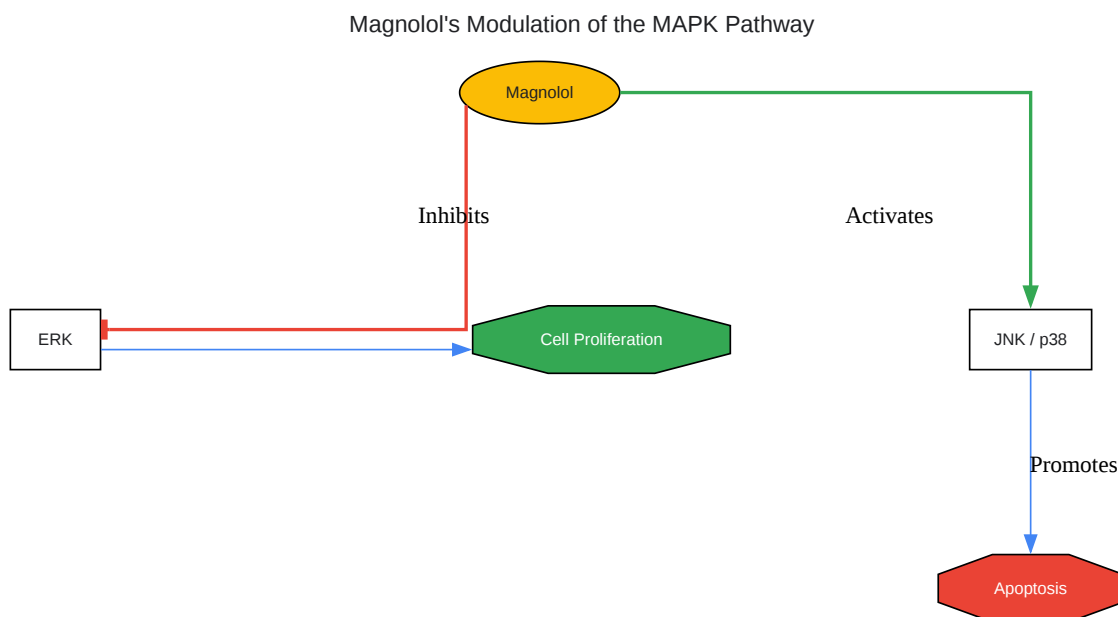 Magnolol's Modulation of the MAPK Pathway
Magnolol
Inhibits
Activates
ERK
Cell Proliferation
JNK / p38
Promotes
Apoptosis